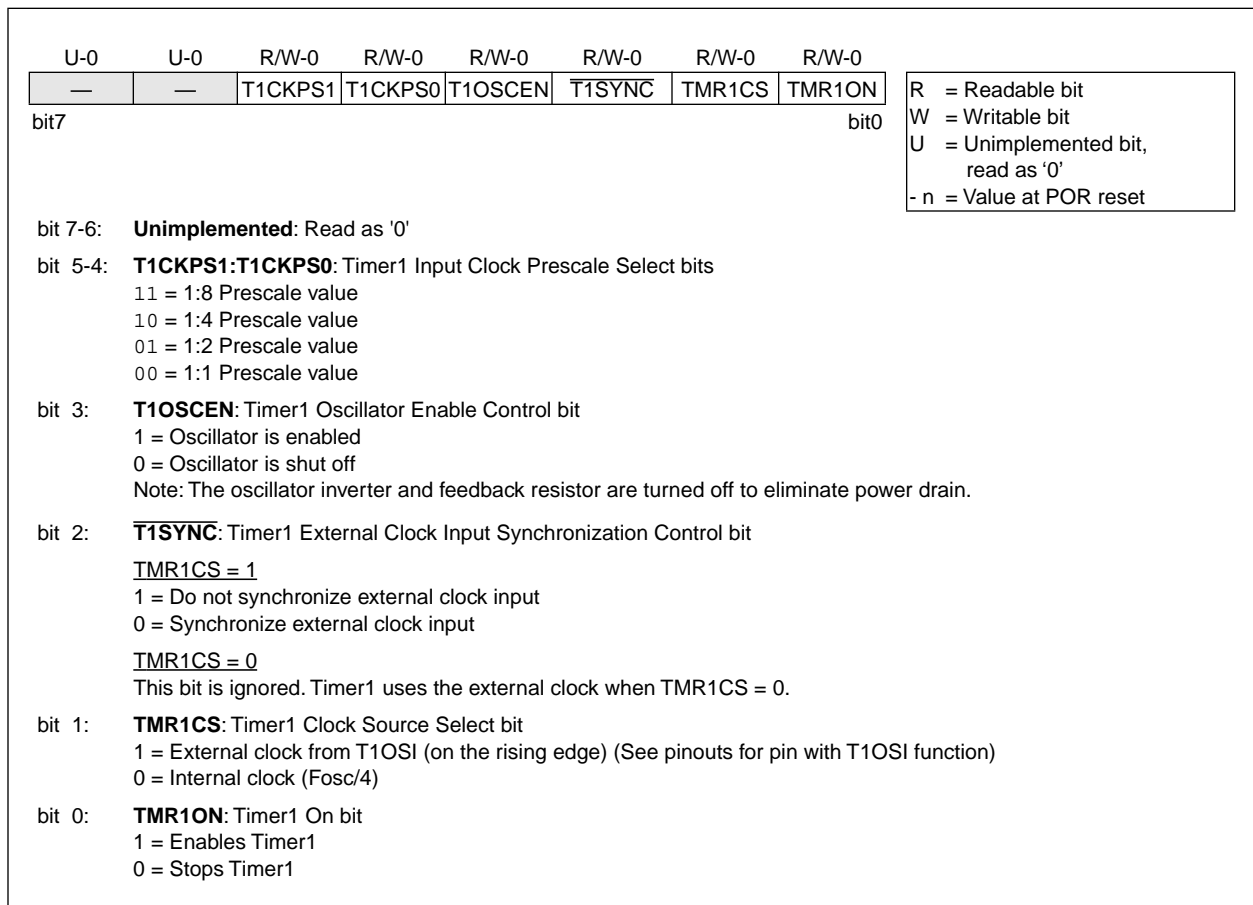 U-0 U-0 R/W-0 R/W-0 R/W-0 R/W-0 R/W-0 R/W-0
— — T1CKPS1 T1CKPS0 T1OSCEN T1SYNC TMR1CS TMR1ON
bit7 bit0
R = Readable bit
W = Writable bit
U = Unimplemented bit,
read as ‘0’
- n = Value at POR reset
bit 7-6: Unimplemented: Read as '0'
bit 5-4: T1CKPS1:T1CKPS0: Timer1 Input Clock Prescale Select bits
11 = 1:8 Prescale value
10 = 1:4 Prescale value
01 = 1:2 Prescale value
00 = 1:1 Prescale value
bit 3: T1OSCEN: Timer1 Oscillator Enable Control bit
1 = Oscillator is enabled
0 = Oscillator is shut off
Note: The oscillator inverter and feedback resistor are turned off to eliminate power drain.
bit 2: T1SYNC: Timer1 External Clock Input Synchronization Control bit
TMR1CS = 1
1 = Do not synchronize external clock input
0 = Synchronize external clock input
TMR1CS = 0
This bit is ignored. Timer1 uses the external clock when TMR1CS = 0.
bit 1: TMR1CS: Timer1 Clock Source Select bit
1 = External clock from T1OSI (on the rising edge) (See pinouts for pin with T1OSI function)
0 = Internal clock (Fosc/4)
bit 0: TMR1ON: Timer1 On bit
1 = Enables Timer1
0 = Stops Timer1